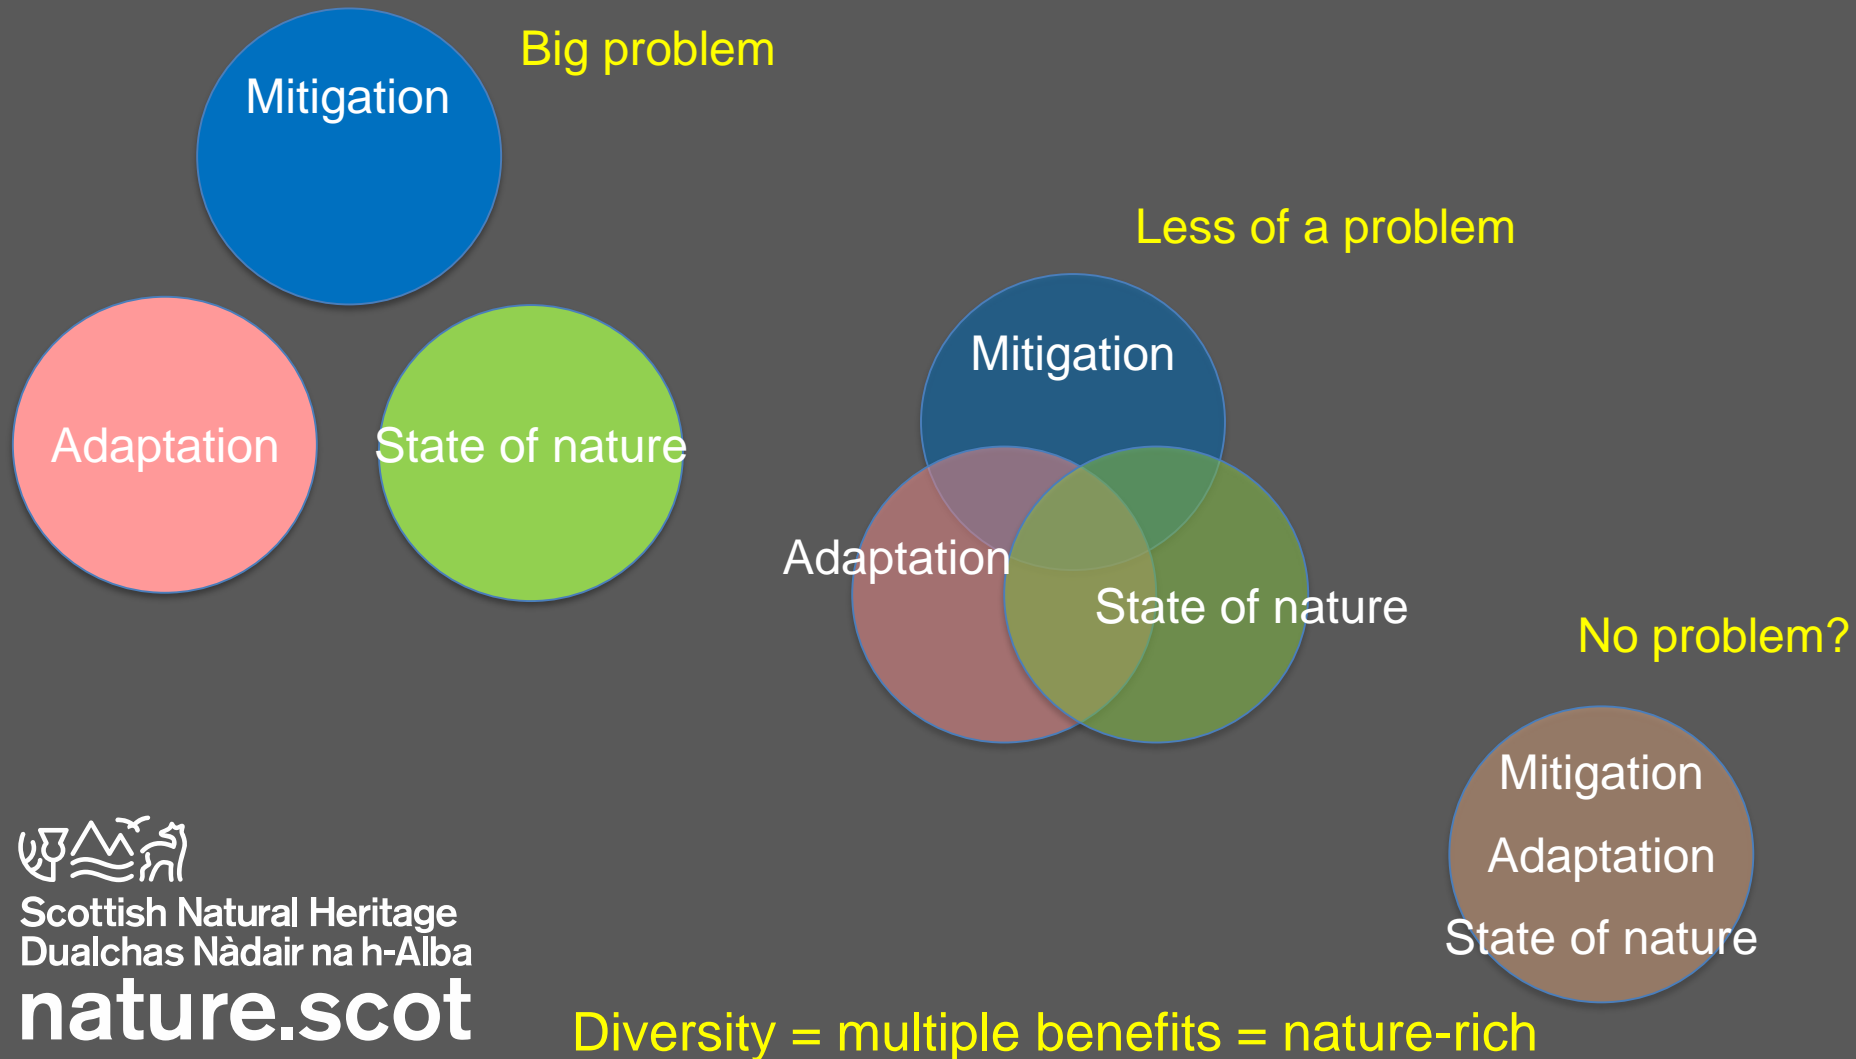 Big problem
Mitigation
Adaptation
State of nature
Less of a problem
Mitigation
Adaptation
State of nature
No problem?
Mitigation
Adaptation
State of nature
Scottish Natural Heritage
Dualchas Nàdair na h-Alba
nature.scot
Diversity = multiple benefits = nature-rich